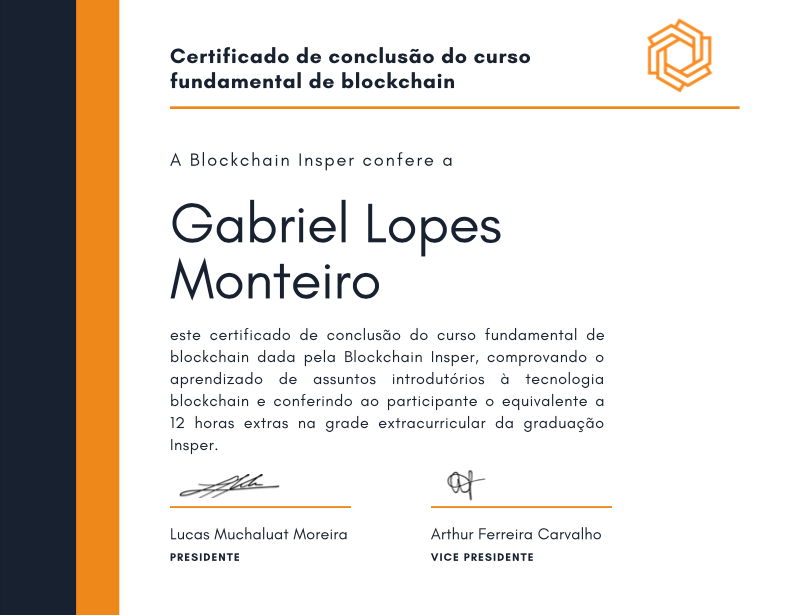 Certificado de conclusão do curso
fundamental de blockchain
A Blockchain Insper confere a
Gabriel Lopes
Monteiro
este certificado de conclusão do curso fundamental de
blockchain dada pela Blockchain Insper, comprovando o
aprendizado de assuntos introdutórios à tecnologia
blockchain e conferindo ao participante o equivalente a
12 horas extras na grade extracurricular da graduação
Insper.
Lucas Muchaluat Moreira
PRESIDENTE
Arthur Ferreira Carvalho
VICE PRESIDENTE